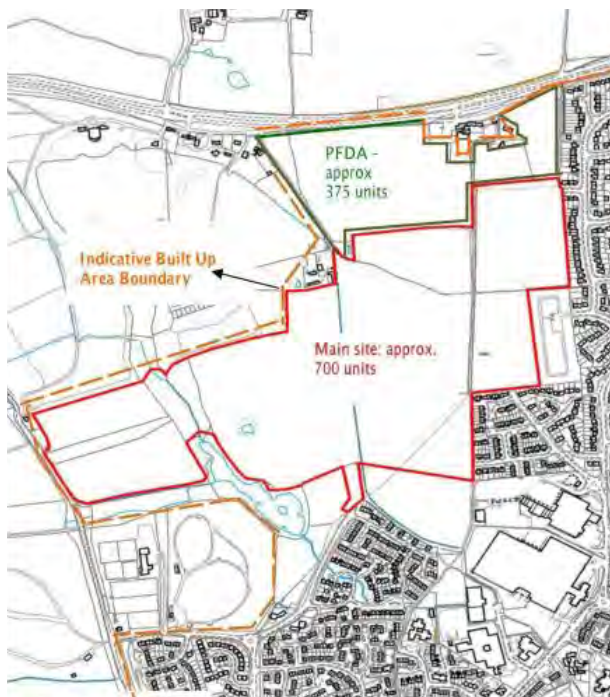 PFDA -
approx
375 units
Indicative Built Up
Area Boundary
Main site: approx.
700 units